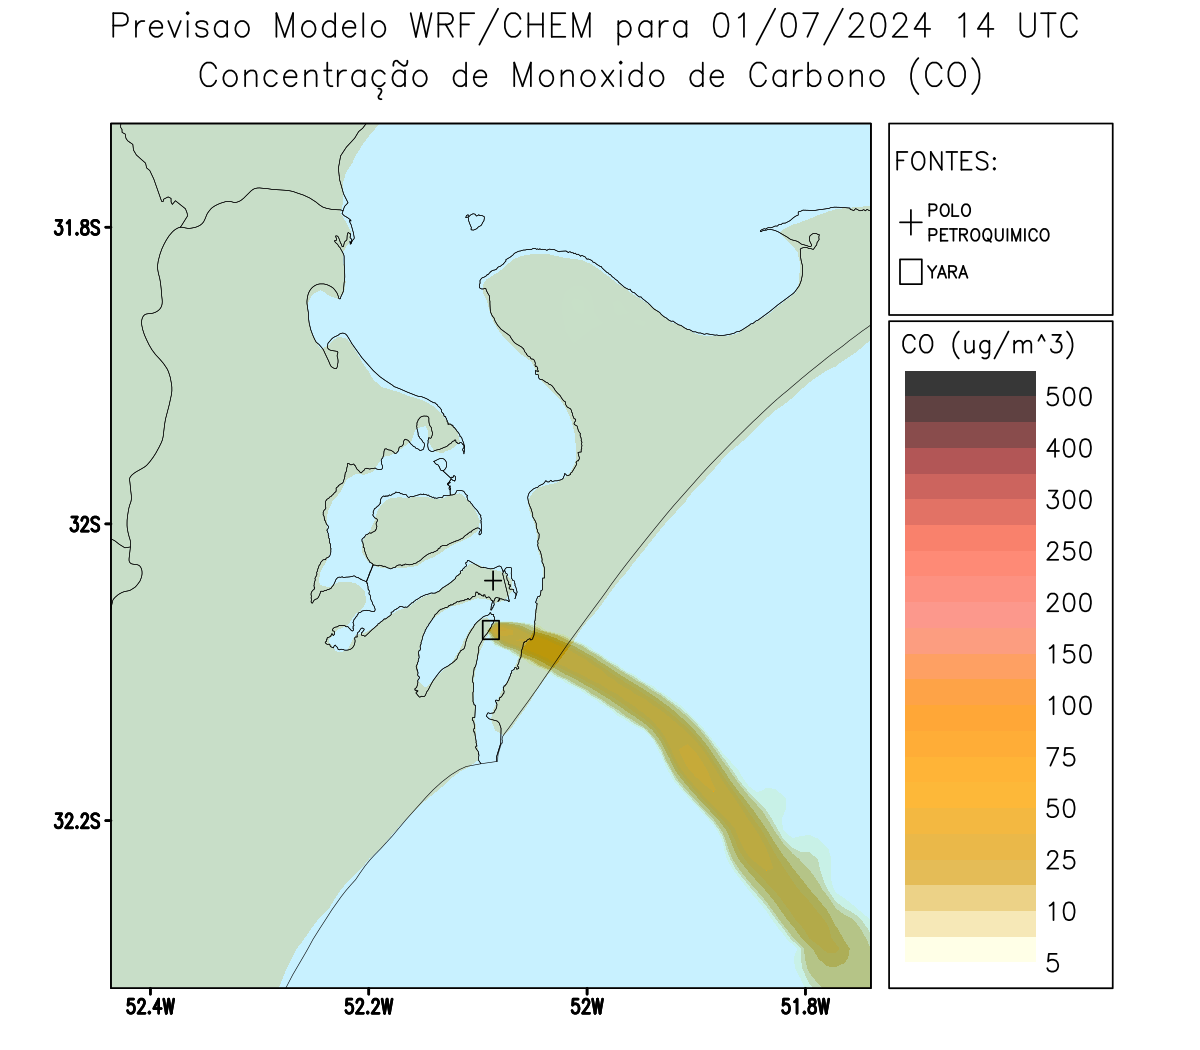 Previsao Modelo WRF/CHEM para 01/07/2024 14 UTC
Concentração de Monoxido de Carbono (CO)
FONTES:
POLO
PETROQUIMICO
YARA
CO (ug/m^3)
500
400
300
250
200
150
100
75
50
25
10
5
31.8S
32S
32.2S
52.4W
52.2W
52W
51.8W